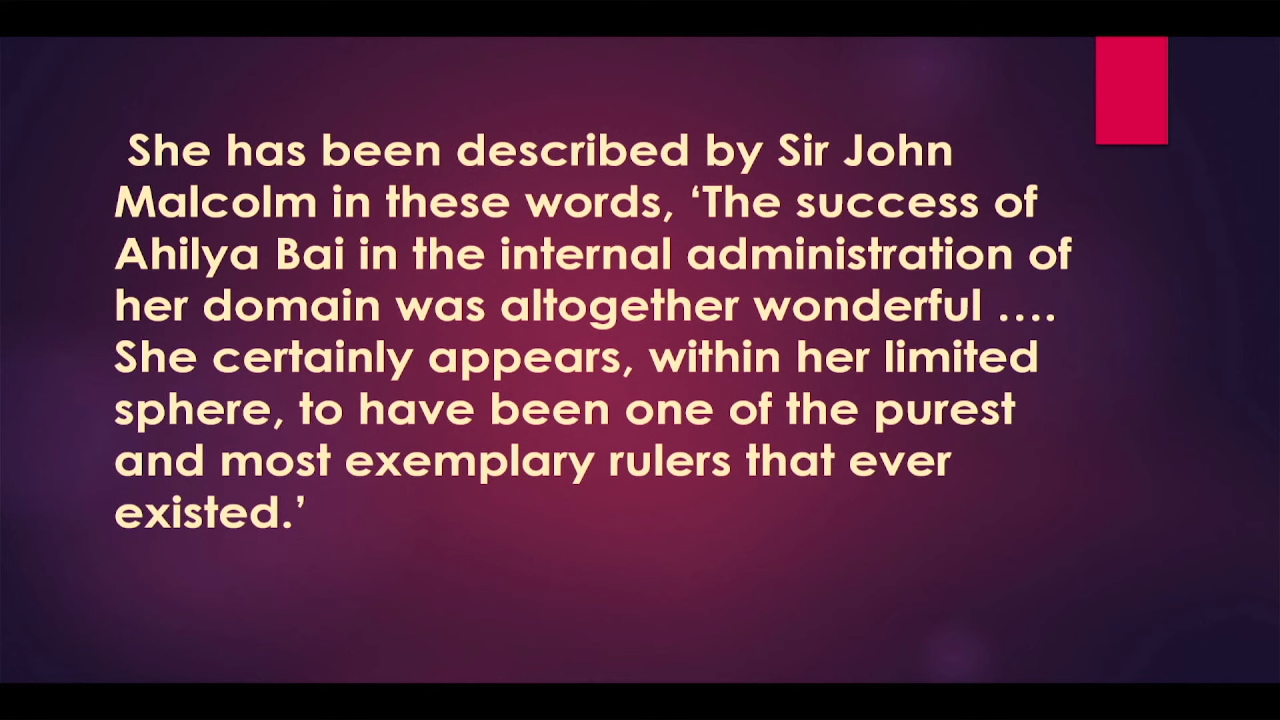 She has been described by Sir John
Malcolm in these words, ‘The success of
Ahilya Bai in the internal administration of
her domain was altogether wonderful ….
She certainly appears, within her limited
sphere, to have been one of the purest
and most exemplary rulers that ever
existed.’